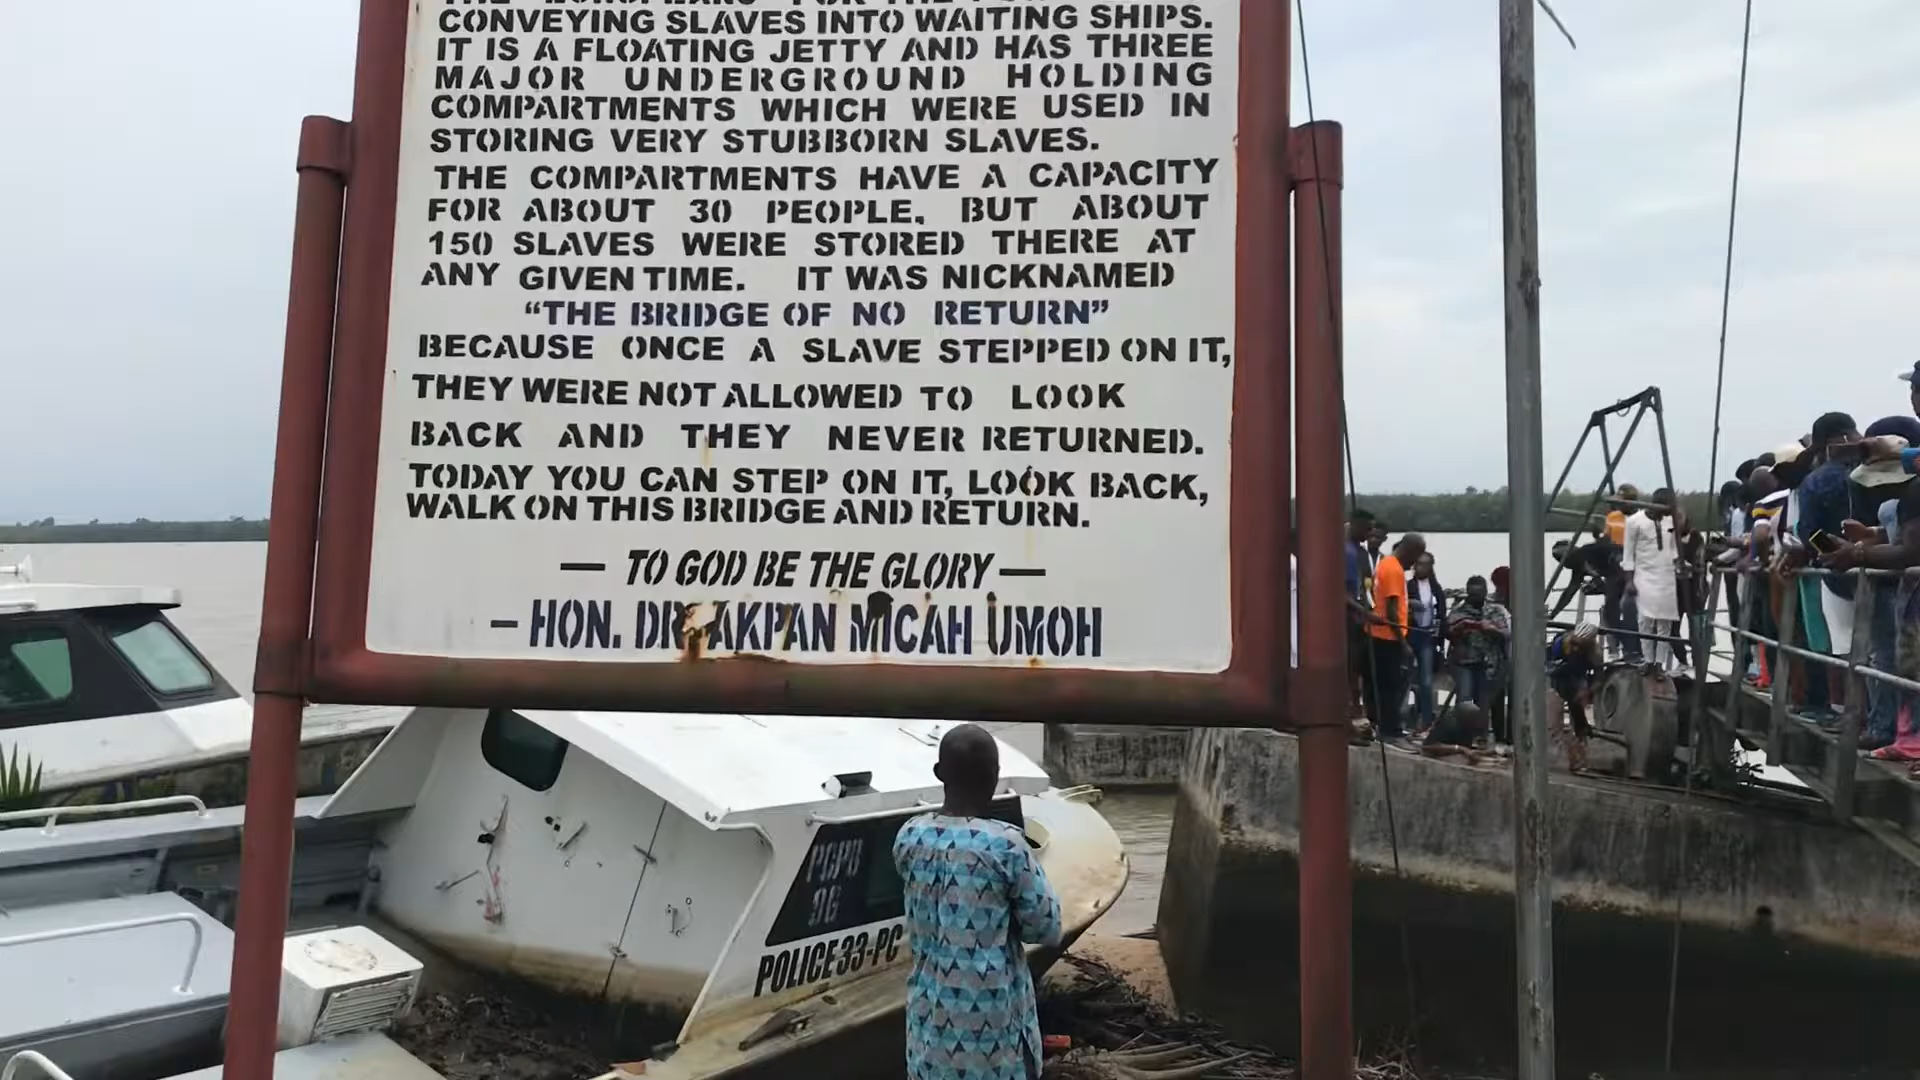 CONVEYING SLAVES INTO WAITING SHIPS.
IT IS A FLOATING JETTY AND HAS THREE
MAJOR UNDERGROUND HOLDING
COMPARTMENTS WHICH WERE USED IN
STORING VERY STUBBORN SLAVES.
THE COMPARTMENTS HAVE A CAPACITY
FOR ABOUT 30 PEOPLE, BUT ABOUT
150 SLAVES WERE STORED THERE AT
ANY GIVEN TIME. IT WAS NICKNAMED
“THE BRIDGE OF NO RETURN”
BECAUSE ONCE A SLAVE STEPPED ON IT,
THEY WERE NOT ALLOWED TO LOOK
BACK AND THEY NEVER RETURNED.
TODAY YOU CAN STEP ON IT, LOOK BACK,
WALK ON THIS BRIDGE AND RETURN.
— TO GOD BE THE GLORY —
– HON. DR AKPAN MICAH UMOH
POLICE 33-PC